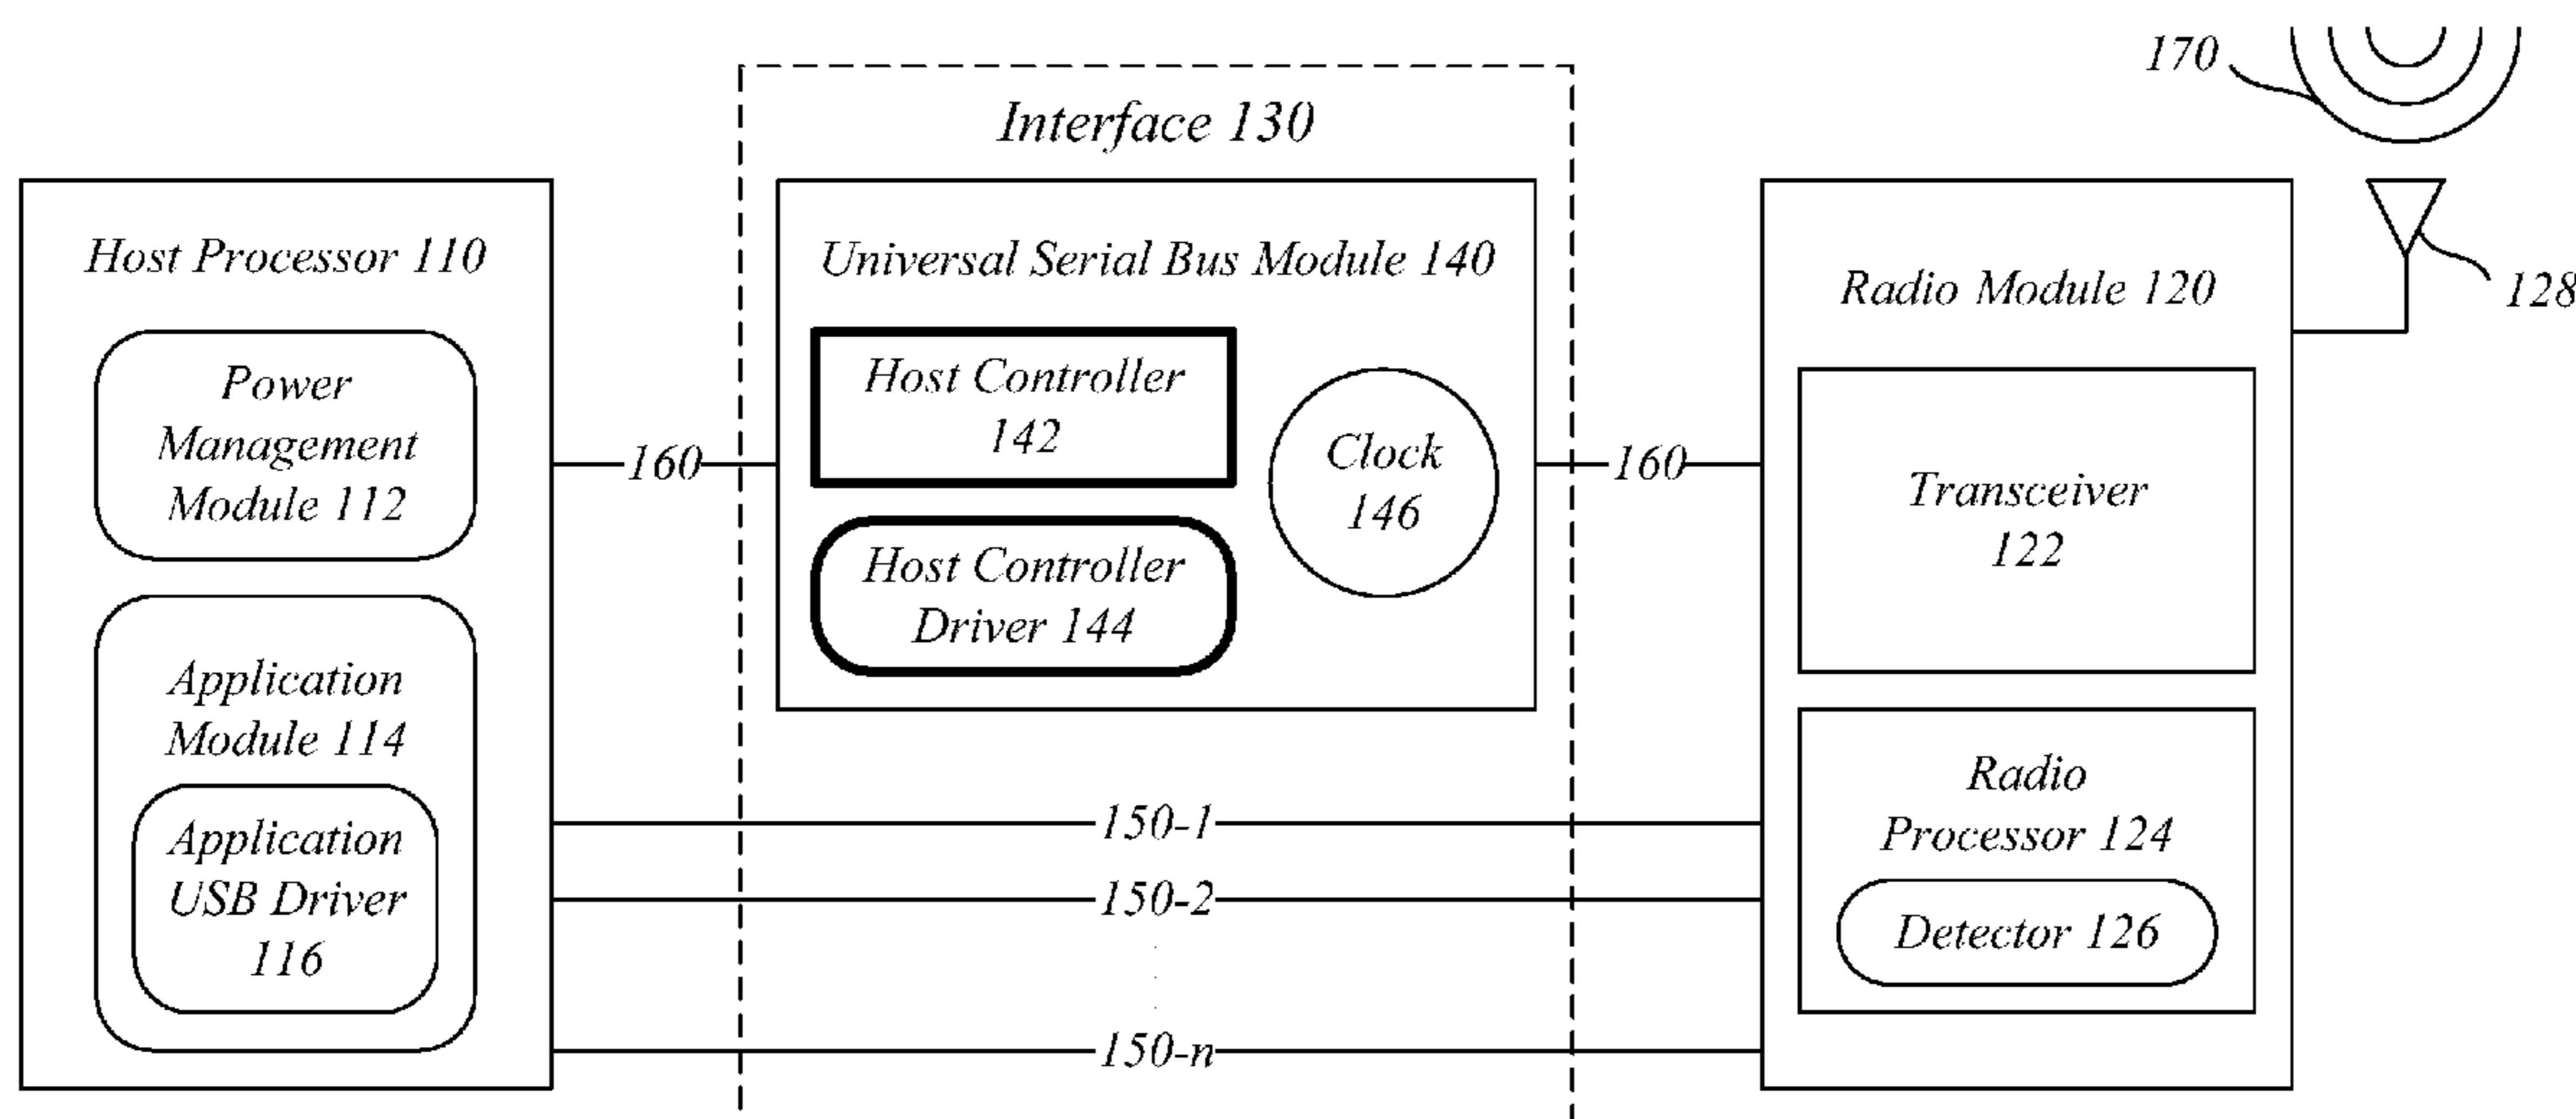 170
Interface 130
Host Processor 110
Universal Serial Bus Module 140
Radio Module 120
128
Power
Management
Module 112
Host Controller
142
Clock
146
160
160
Transceiver
122
Host Controller
Driver 144
Application
Module 114
Application
USB Driver
116
150-1
150-2
150-n
Radio
Processor 124
Detector 126